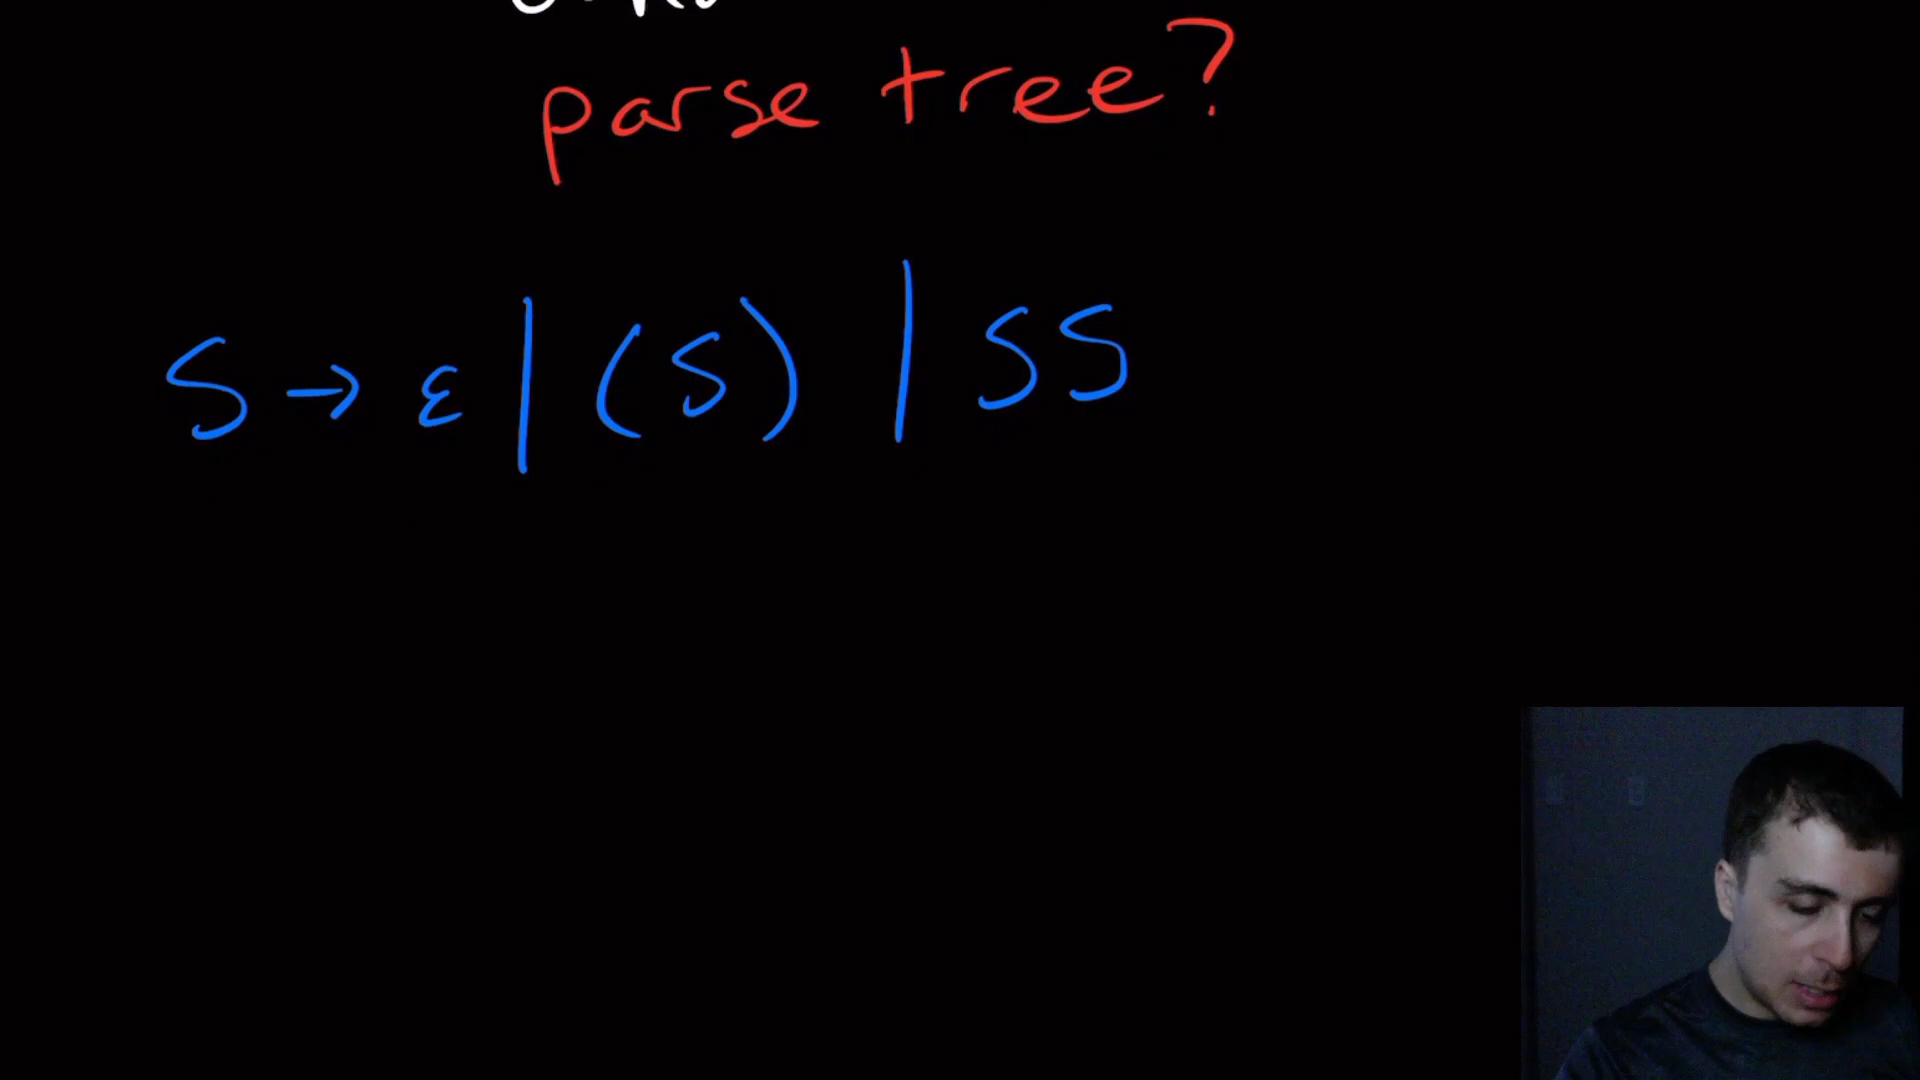 parse tree?
S → ε | (S) | SS